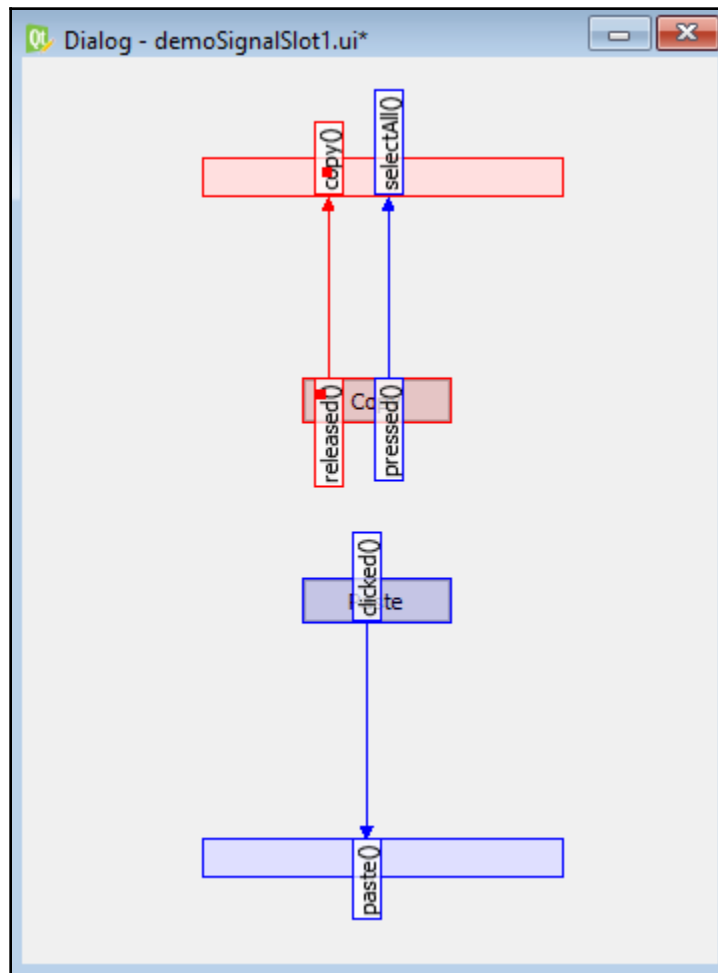 Dialog - demoSignalSlot1.ui*
copy()
selectAll()
released()
pressed()
clicked()
paste()